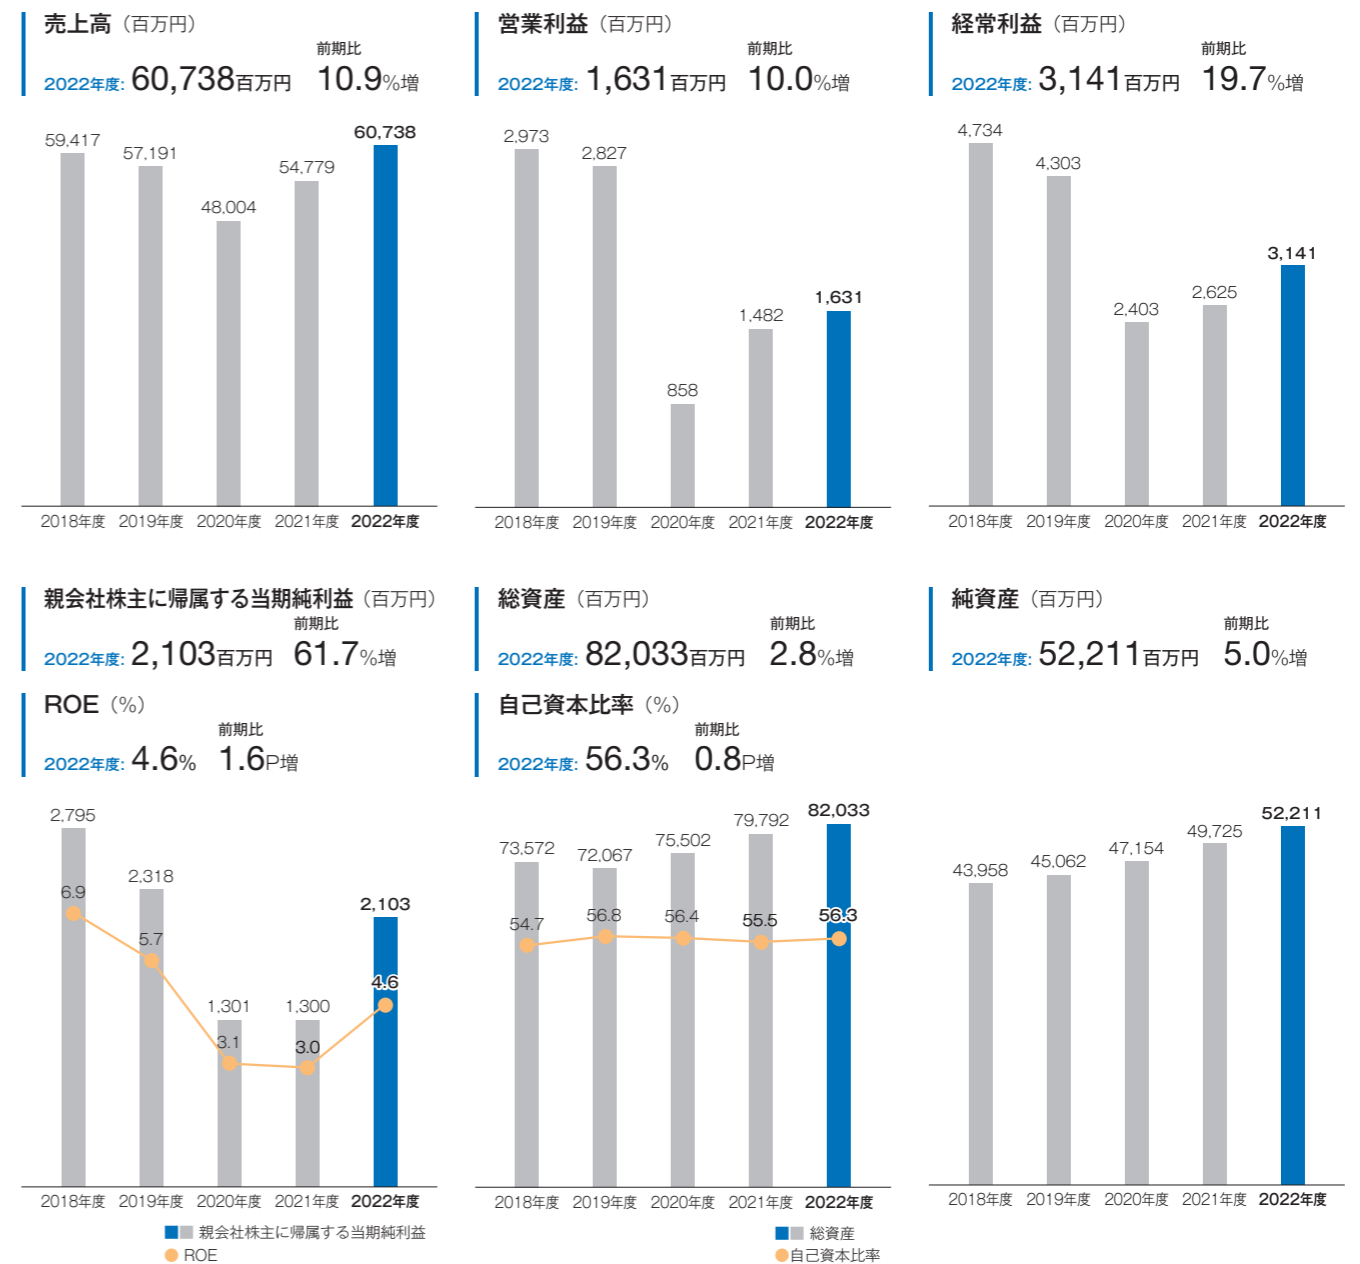 売上高（百万円）
前期比
2022年度: 60,738百万円 10.9%増
60,738
59,417
57,191
54,779
48,004
2018年度 2019年度 2020年度 2021年度 2022年度
営業利益（百万円）
前期比
2022年度: 1,631百万円 10.0%増
2,973
2,827
1,631
1,482
858
2018年度 2019年度 2020年度 2021年度 2022年度
経常利益（百万円）
前期比
2022年度: 3,141百万円 19.7%増
4,734
4,303
3,141
2,625
2,403
2018年度 2019年度 2020年度 2021年度 2022年度
親会社株主に帰属する当期純利益（百万円）
前期比
2022年度: 2,103百万円 61.7%増
ROE（%）
前期比
2022年度: 4.6% 1.6P増
2,795
2,318
6.9
2,103
5.7
4.6
1,301 1,300
3.1 3.0
2018年度 2019年度 2020年度 2021年度 2022年度
親会社株主に帰属する当期純利益
ROE
総資産（百万円）
前期比
2022年度: 82,033百万円 2.8%増
自己資本比率（%）
前期比
2022年度: 56.3% 0.8P増
82,033
79,792
75,502
73,572
72,067
54.7 56.8 56.4 55.5 56.3
2018年度 2019年度 2020年度 2021年度 2022年度
総資産
自己資本比率
純資産（百万円）
前期比
2022年度: 52,211百万円 5.0%増
52,211
49,725
47,154
45,062
43,958
2018年度 2019年度 2020年度 2021年度 2022年度